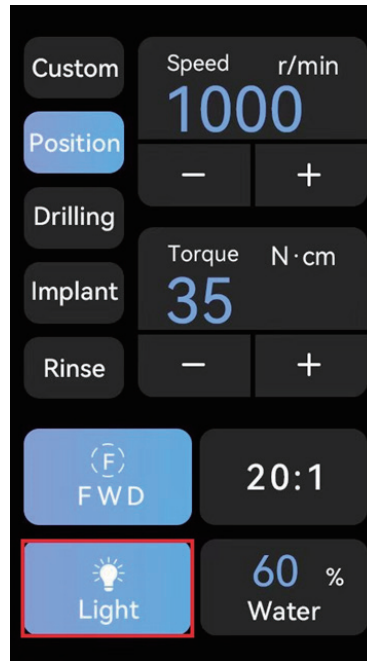 Custom
Position
Drilling
Implant
Rinse
Speed r/min
1000
− +
Torque N·cm
35
− +
(F)
FWD
20:1
Light
60 %
Water